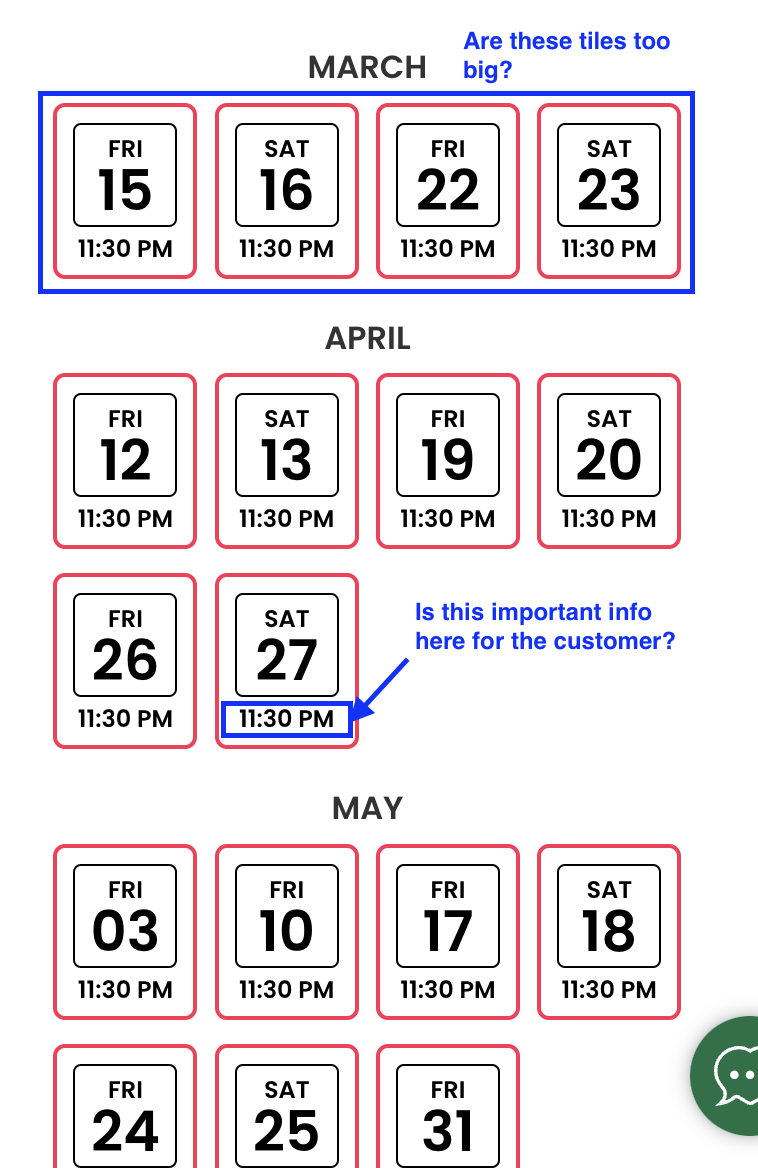 Are these tiles too
big?
MARCH
FRI SAT FRI SAT
15 16 22 23
11:30 PM 11:30 PM 11:30 PM 11:30 PM
APRIL
FRI SAT FRI SAT
12 13 19 20
11:30 PM 11:30 PM 11:30 PM 11:30 PM
FRI SAT
26 27
11:30 PM 11:30 PM
Is this important info
here for the customer?
MAY
FRI FRI FRI SAT
03 10 17 18
11:30 PM 11:30 PM 11:30 PM 11:30 PM
FRI SAT FRI
24 25 31